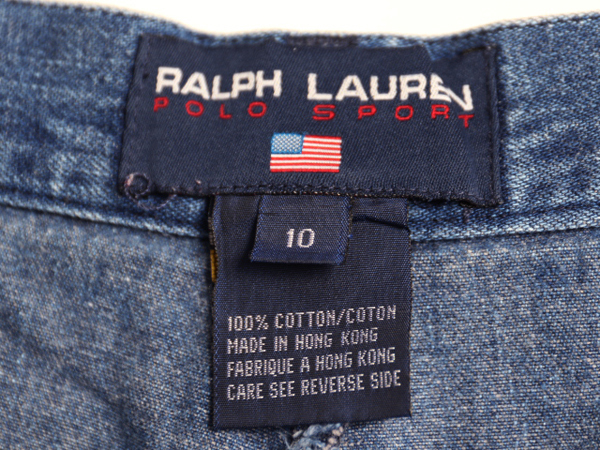 RALPH LAUREN
POLO SPORT
10
100% COTTON/COTON
MADE IN HONG KONG
FABRIQUE A HONG KONG
CARE SEE REVERSE SIDE